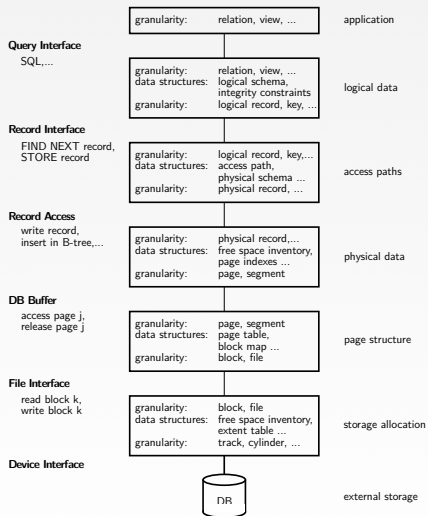 granularity: relation, view, ... application
Query Interface
SQL,...
granularity: relation, view, ...
data structures: logical schema,
integrity constraints
granularity: logical record, key, ...
logical data
Record Interface
FIND NEXT record,
STORE record
granularity: logical record, key,...
data structures: access path,
physical schema ...
granularity: physical record, ...
access paths
Record Access
write record,
insert in B-tree,...
granularity: physical record,...
data structures: free space inventory,
page indexes ...
granularity: page, segment
physical data
DB Buffer
access page j,
release page j
granularity: page, segment
data structures: page table,
block map ...
granularity: block, file
page structure
File Interface
read block k,
write block k
granularity: block, file
data structures: free space inventory,
extent table ...
granularity: track, cylinder, ...
storage allocation
Device Interface
DB
external storage